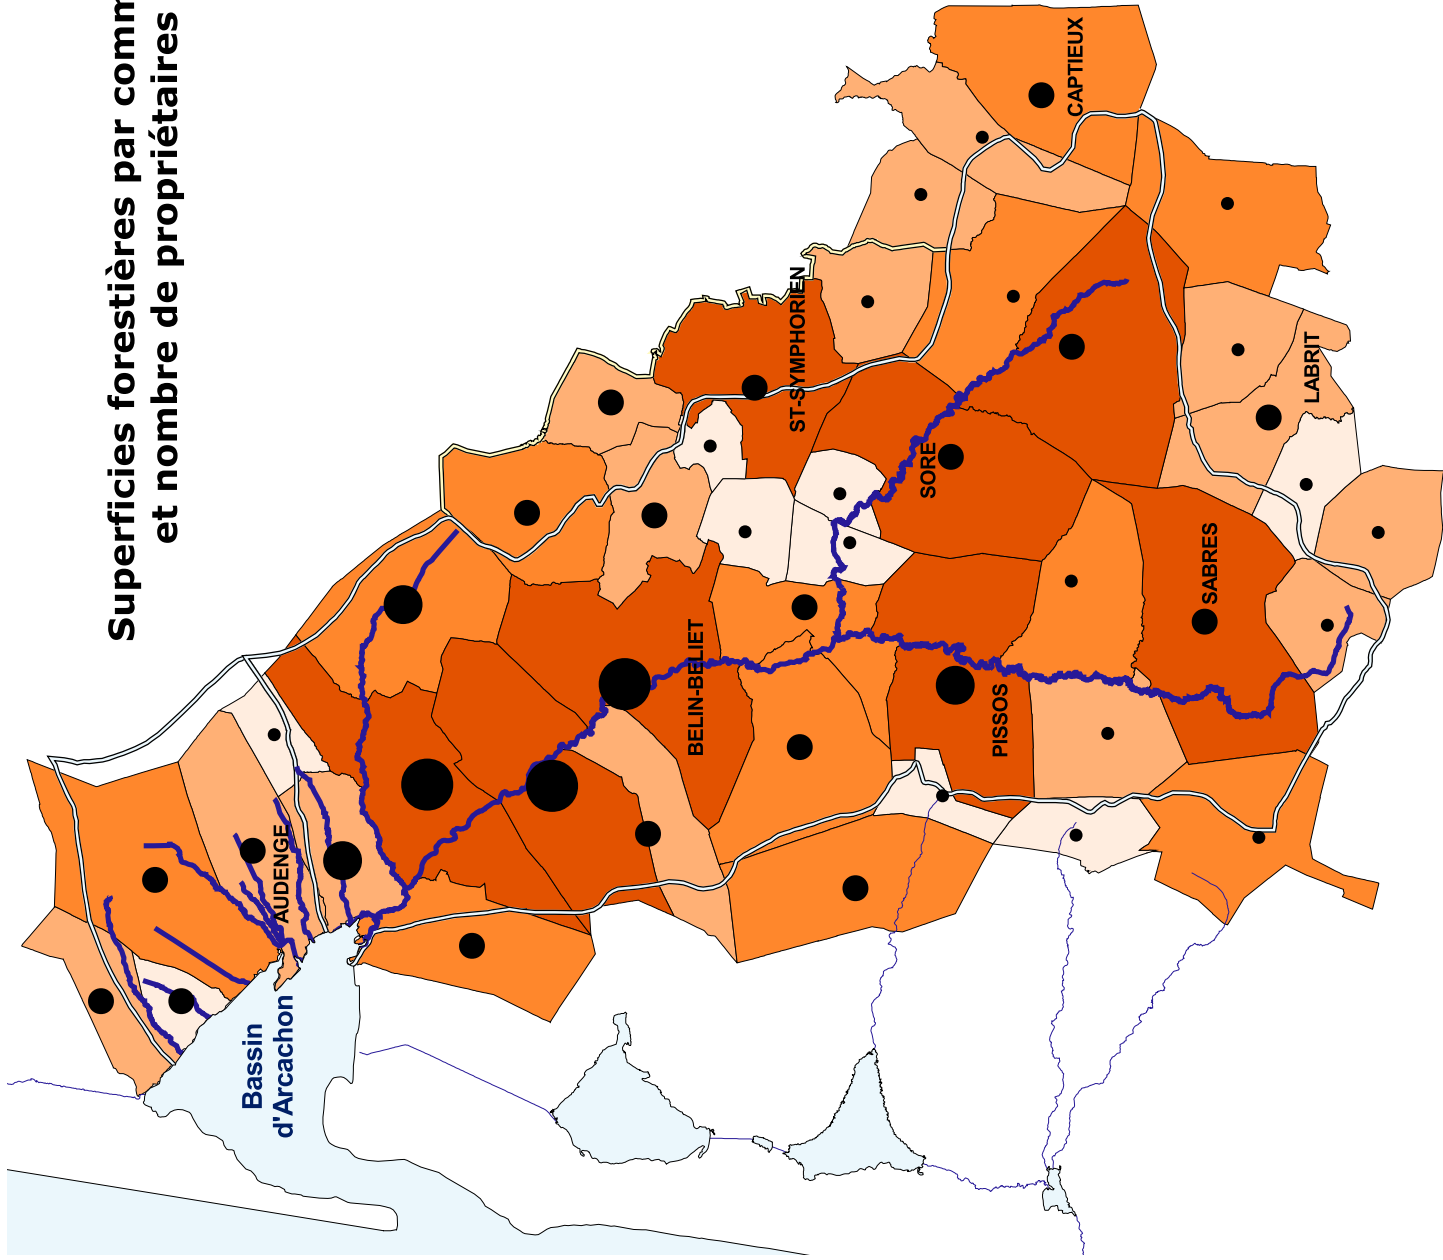 Superficies forestières par
et nombre de propriétaires
CAPTIEUX
ST-SYMPHORIEN
LABRIT
SORE
SABRES
BELIN-BELIET
PISSOS
AUDENGE
Bassin
d'Arcachon